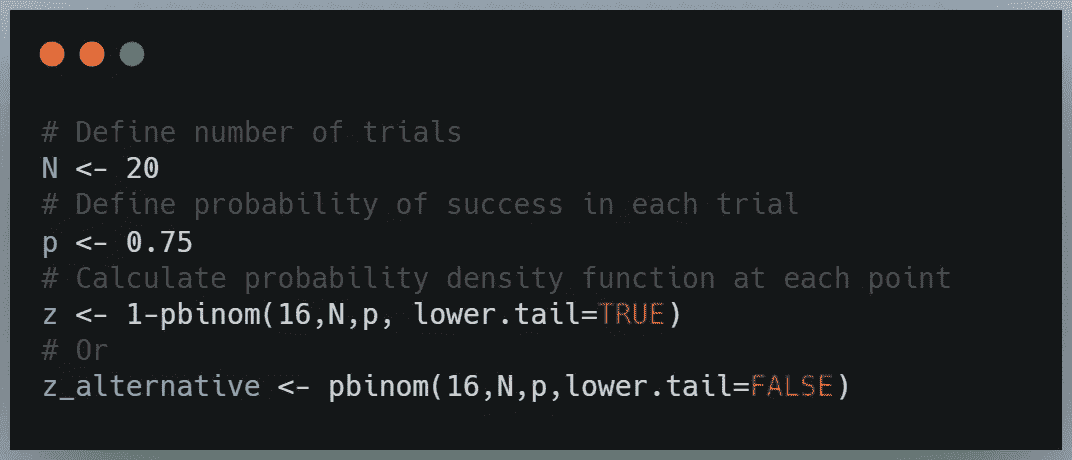 # Define number of trials
N <- 20
# Define probability of success in each trial
p <- 0.75
# Calculate probability density function at each point
z <- 1-pbinom(16,N,p, lower.tail=TRUE)
# Or
z_alternative <- pbinom(16,N,p,lower.tail=FALSE)